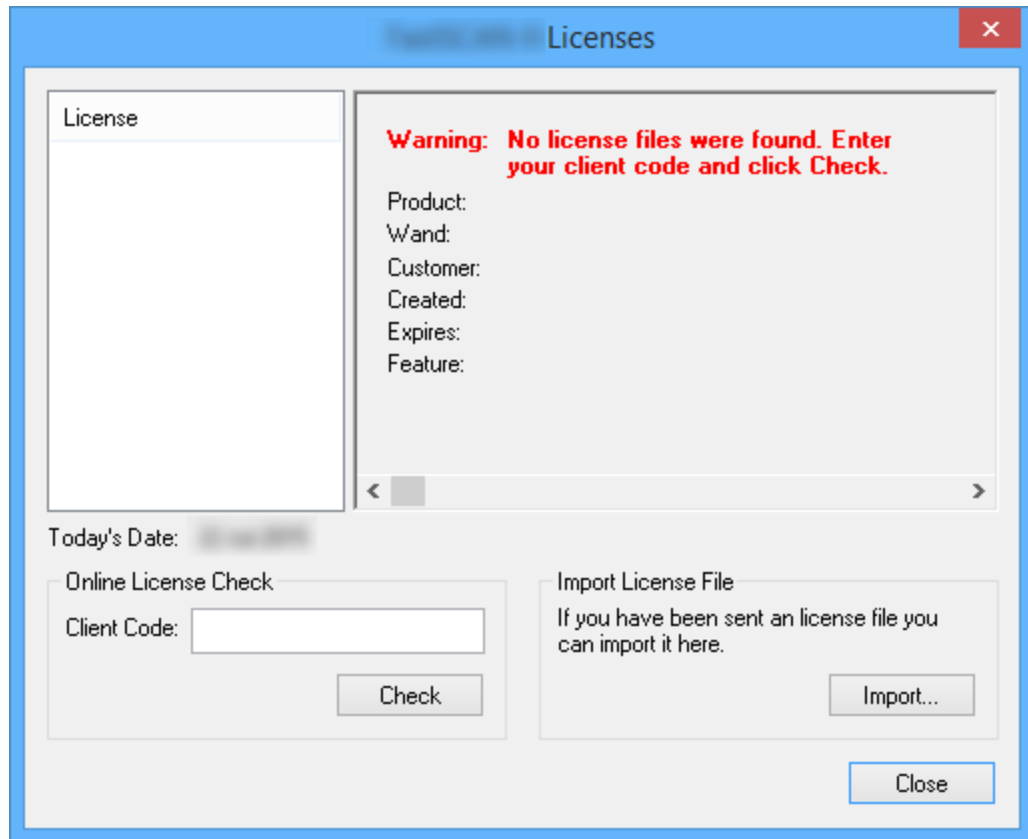 Licenses
License
Warning: No license files were found. Enter
your client code and click Check.
Product:
Wand:
Customer:
Created:
Expires:
Feature:
Today's Date:
Online License Check
Client Code:
Check
Import License File
If you have been sent an license file you
can import it here.
Import...
Close